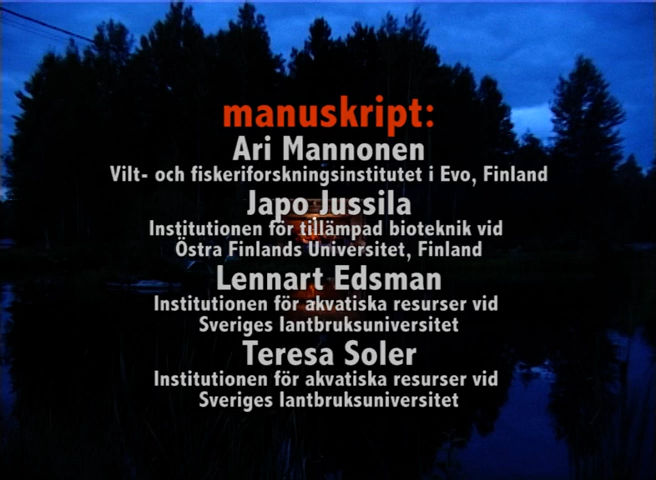 manuskript:
Ari Mannonen
Vilt- och fiskeriforskningsinstitutet i Evo, Finland
Japo Jussila
Institutionen för tillämpad bioteknik vid
Östra Finlands Universitet, Finland
Lennart Edsman
Institutionen för akvatiska resurser vid
Sveriges lantbruksuniversitet
Teresa Soler
Institutionen för akvatiska resurser vid
Sveriges lantbruksuniversitet